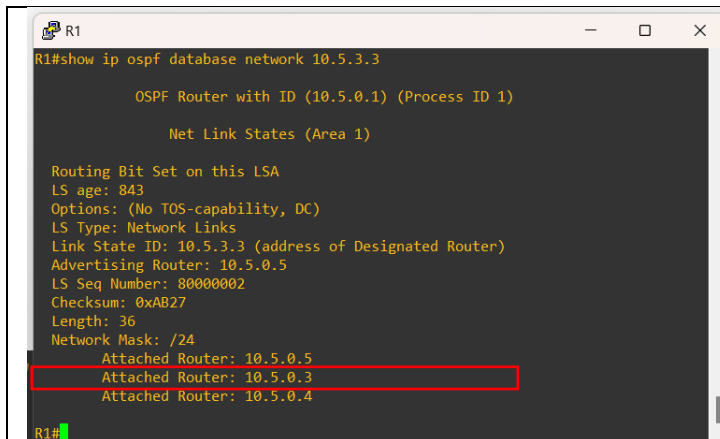 R1
R1#show ip ospf database network 10.5.3.3
OSPF Router with ID (10.5.0.1) (Process ID 1)
Net Link States (Area 1)
Routing Bit Set on this LSA
LS age: 843
Options: (No TOS-capability, DC)
LS Type: Network Links
Link State ID: 10.5.3.3 (address of Designated Router)
Advertising Router: 10.5.0.5
LS Seq Number: 80000002
Checksum: 0xAB27
Length: 36
Network Mask: /24
Attached Router: 10.5.0.5
Attached Router: 10.5.0.3
Attached Router: 10.5.0.4
R1#